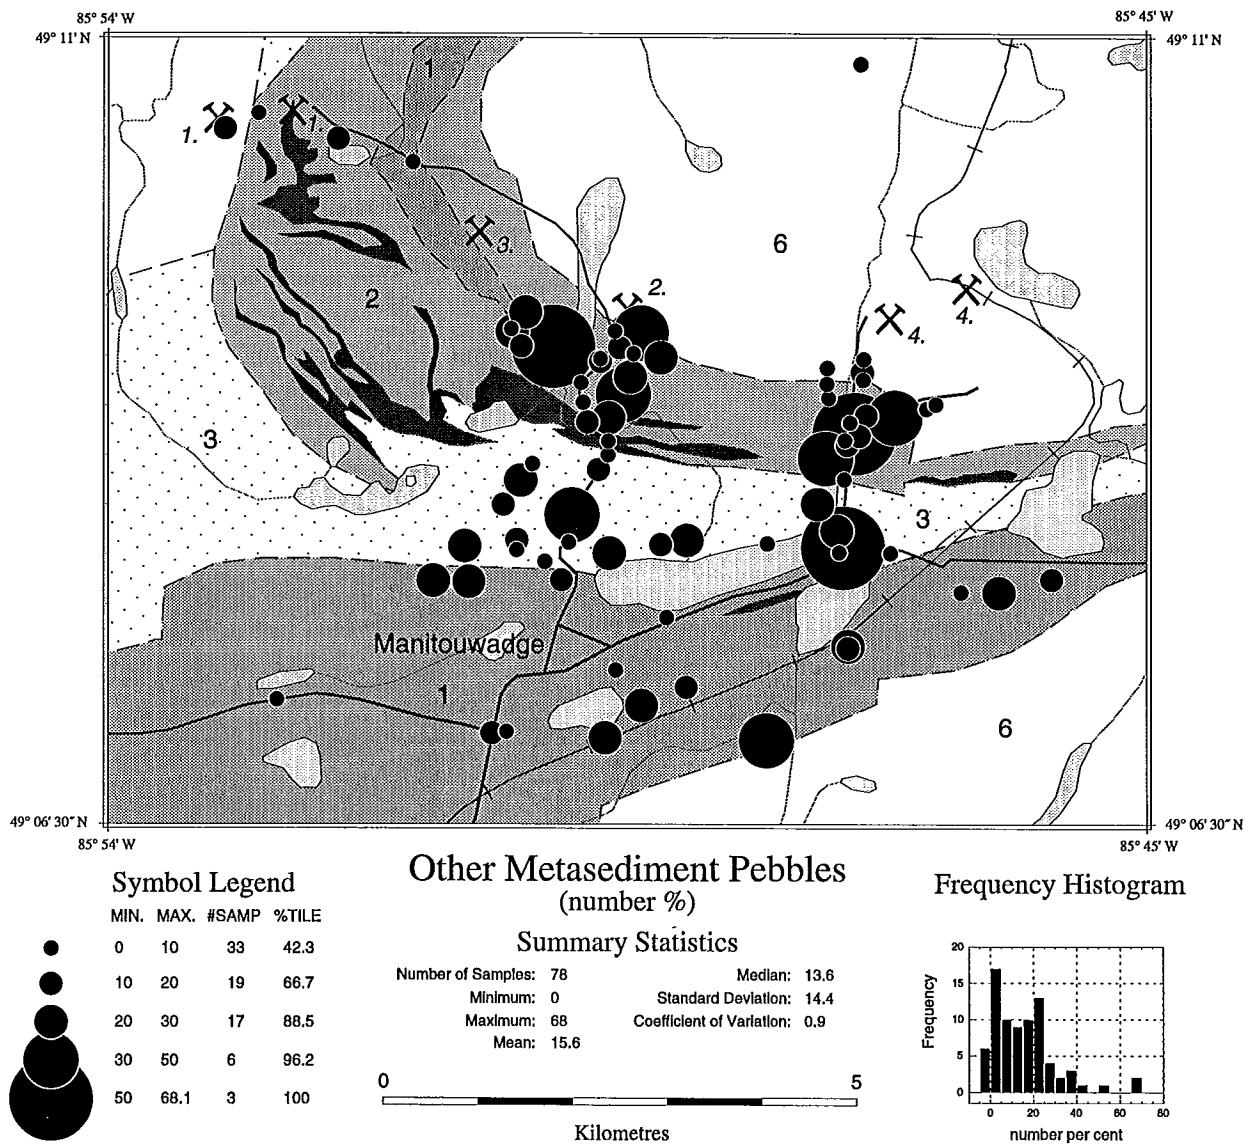 85° 54' W
85° 45' W
49° 11' N
49° 11' N
1
1.
1.
3.
6
2.
2
4.
4.
3
3
Manitouwadge
1
6
49° 06' 30" N
49° 06' 30" N
85° 54' W
85° 45' W
Symbol Legend
MIN. MAX. #SAMP %TILE
0 10 33 42.3
10 20 19 66.7
20 30 17 88.5
30 50 6 96.2
50 68.1 3 100
Other Metasediment Pebbles
(number %)
Summary Statistics
Number of Samples: 78
Minimum: 0
Maximum: 68
Mean: 15.6
Median: 13.6
Standard Deviation: 14.4
Coefficient of Variation: 0.9
0 5
Kilometres
Frequency Histogram
20
15
10
5
0
Frequency
0 20 40 60 80
number per cent